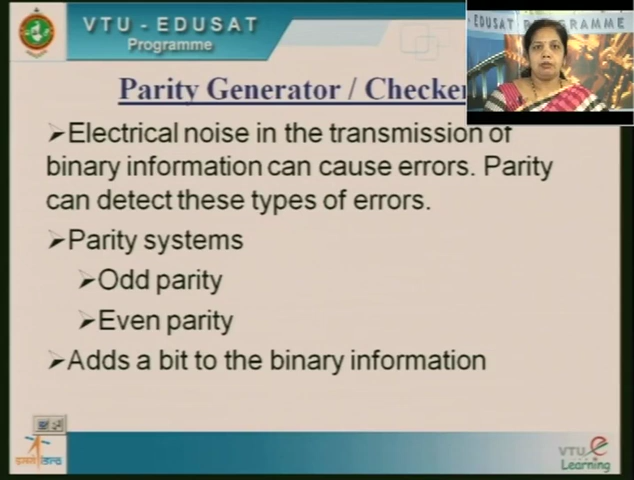 VTU - EDUSAT
Programme
EDUSAT PROGRAMME
Parity Generator / Checke
➢Electrical noise in the transmission of
binary information can cause errors. Parity
can detect these types of errors.
➢Parity systems
➢Odd parity
➢Even parity
➢Adds a bit to the binary information
VTU e
Learning